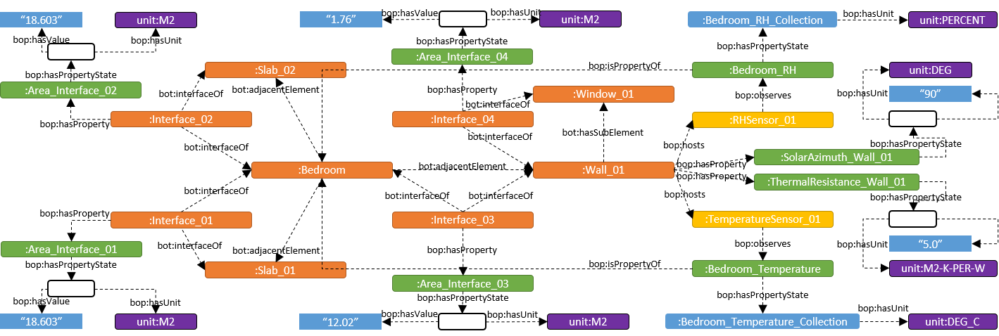 “18.603”
unit:M2
“1.76”
bop:hasValue
bop:hasUnit
unit:M2
:Bedroom_RH_Collection
bop:hasUnit
unit:PERCENT
bop:hasValue
bop:hasUnit
bop:hasPropertyState
bop:hasPropertyState
bop:hasPropertyState
:Area_Interface_04
:Slab_02
bop:isPropertyOf
:Bedroom_RH
unit:DEG
:Area_Interface_02
bot:interfaceOf
bot:adjacentElement
bop:hasProperty
:Window_01
bop:observes
bop:hasUnit
“90”
bot:interfaceOf
bop:hasProperty
:Interface_02
:Interface_04
:RHSensor_01
bot:interfaceOf
bot:interfaceOf
bot:hasSubElement
bop:hosts
bop:hasPropertyState
:SolarAzimuth_Wall_01
:Bedroom
bot:adjacentElement
:Wall_01
bop:hasProperty
bop:hasProperty
:ThermalResistance_Wall_01
bot:interfaceOf
bot:interfaceOf
bot:interfaceOf
bop:hosts
bop:hasPropertyState
bop:hasProperty
:Interface_01
:Interface_03
:TemperatureSensor_01
:Area_Interface_01
bot:interfaceOf
bot:adjacentElement
bop:hasProperty
bop:observes
bop:hasUnit
“5.0”
bop:hasPropertyState
:Slab_01
bop:isPropertyOf
:Bedroom_Temperature
unit:M2-K-PER-W
:Area_Interface_03
bop:hasValue
bop:hasUnit
bop:hasPropertyState
bop:hasPropertyState
bop:hasValue
bop:hasUnit
bop:hasUnit
“18.603”
unit:M2
“12.02”
unit:M2
:Bedroom_Temperature_Collection
unit:DEG_C